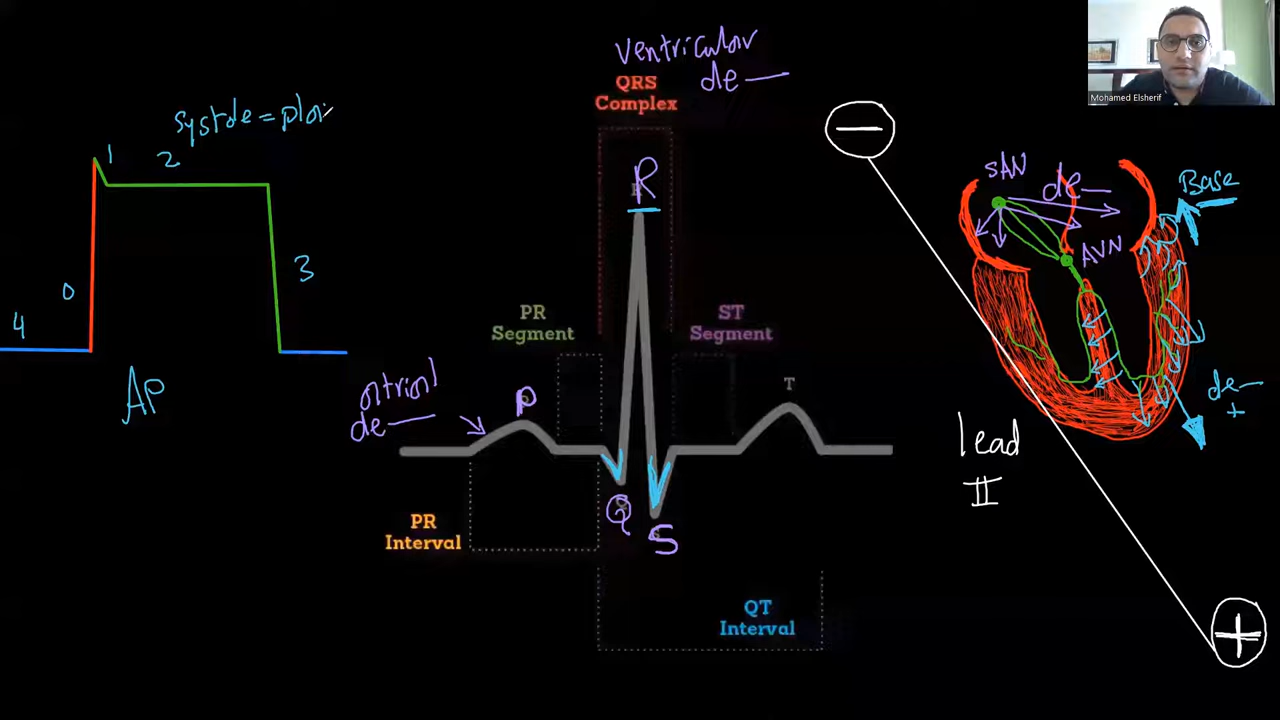 Mohamed Elsherif
Ventricular
de—
QRS
Complex
systole = pla
1
2
0
3
4
AP
R
PR
Segment
ST
Segment
atrial
de—
P
T
Q
S
PR
Interval
QT
Interval
−
SAN
de—
AVN
Base
de—
+
lead
II
+